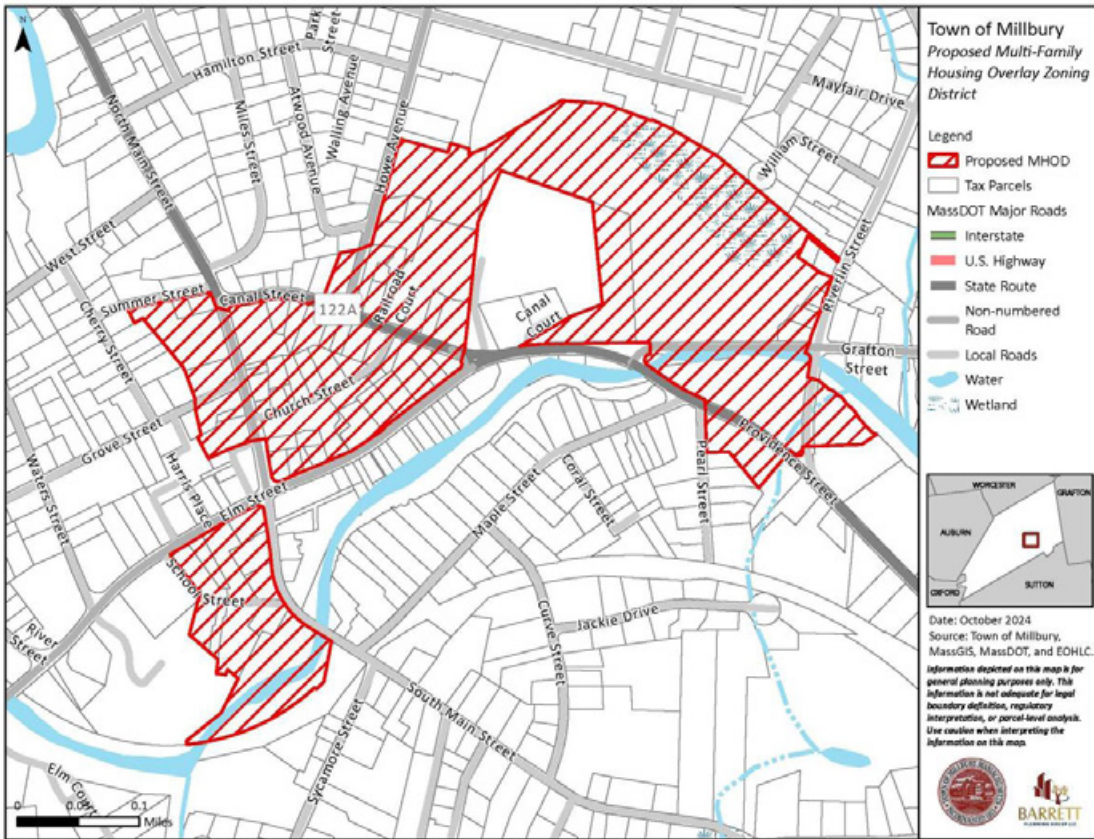 Town of Millbury
Proposed Multi-Family
Housing Overlay Zoning
District
Legend
Proposed MHOD
Tax Parcels
MassDOT Major Roads
Interstate
U.S. Highway
State Route
Non-numbered
Road
Local Roads
Water
Wetland
WORCESTER
GRAFTON
AUBURN
SUTTON
OXFORD
Date: October 2024
Source: Town of Millbury,
MassGIS, MassDOT, and EOHLC.
Information depicted on this map is for
general planning purposes only. This
information is not adequate for legal
boundary definition, regulatory
interpretation, or parcel-level analysis.
Use caution when interpreting the
information on this map.
BARRETT
PLANNING GROUP LLC
N
Park
Street
Hamilton Street
North Main Street
Miles Street
Atwood Avenue
Walling Avenue
Howe Avenue
Mayfair Drive
William Street
West Street
Summer Street
Canal Street
122A
Railroad
Court
Canal
Court
Riverlin Street
Cherry Street
Grafton
Street
Church Street
Grove Street
Harris Place
Waters Street
Elm Street
Providence Street
Pearl Street
Coral Street
Maple Street
School Street
River
Street
Curve Street
Jackie Drive
South Main Street
Sycamore Street
Elm Court
0
0.1
Miles